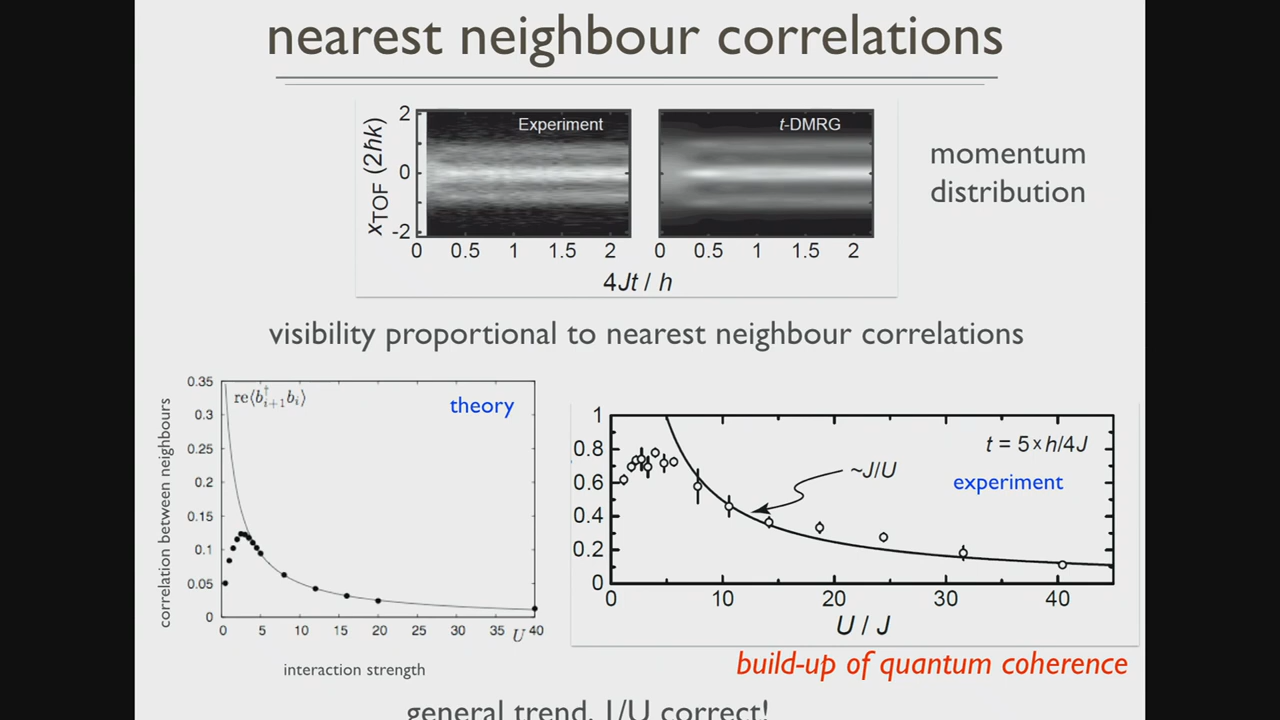 nearest neighbour correlations
Experiment
t-DMRG
x_TOF (2ħk)
2
0
-2
0 0.5 1 1.5 2
0 0.5 1 1.5 2
4Jt / h
momentum
distribution
visibility proportional to nearest neighbour correlations
correlation between neighbours
0.35
0.3
0.25
0.2
0.15
0.1
0.05
0
re⟨b†_{i+1} b_i⟩
theory
0 5 10 15 20 25 30 35 U 40
interaction strength
1
0.8
0.6
0.4
0.2
0
t = 5×h/4J
~J/U
experiment
0 10 20 30 40
U / J
build-up of quantum coherence
general trend, 1/U correct!